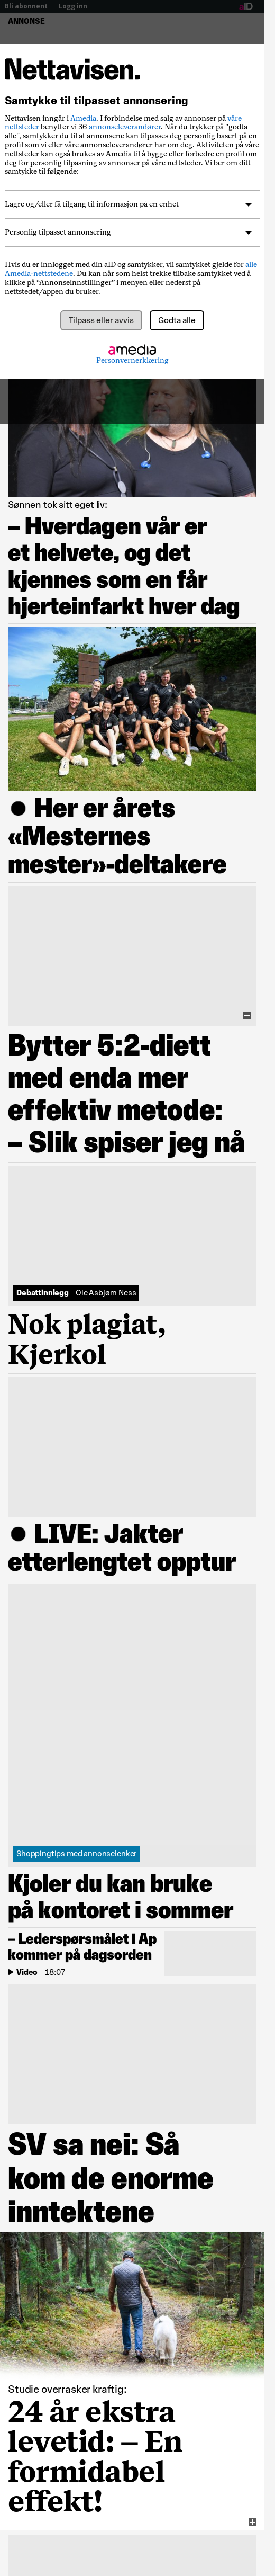 Bli abonnent | Logg inn
aID
ANNONSE
Nettavisen.
Samtykke til tilpasset annonsering
Nettavisen inngår i Amedia. I forbindelse med salg av annonser på våre
nettsteder benytter vi 36 annonseleverandører. Når du trykker på "godta
alle", samtykker du til at annonsene kan tilpasses deg personlig basert på en
profil som vi eller våre annonseleverandører har om deg. Aktiviteten på våre
nettsteder kan også brukes av Amedia til å bygge eller forbedre en profil om
deg for personlig tilpasning av annonser på våre nettsteder. Vi ber om ditt
samtykke til følgende:
Lagre og/eller få tilgang til informasjon på en enhet
Personlig tilpasset annonsering
Hvis du er innlogget med din aID og samtykker, vil samtykket gjelde for alle
Amedia-nettstedene. Du kan når som helst trekke tilbake samtykket ved å
klikke på “Annonseinnstillinger” i menyen eller nederst på
nettstedet/appen du bruker.
Tilpass eller avvis
Godta alle
amedia
Personvernerklæring
Sønnen tok sitt eget liv:
– Hverdagen vår er
et helvete, og det
kjennes som en får
hjerteinfarkt hver dag
● Her er årets
«Mesternes
mester»-deltakere
Bytter 5:2-diett
med enda mer
effektiv metode:
– Slik spiser jeg nå
Debattinnlegg | Ole Asbjørn Ness
Nok plagiat,
Kjerkol
● LIVE: Jakter
etterlengtet opptur
Shoppingtips med annonselenker
Kjoler du kan bruke
på kontoret i sommer
– Lederspørsmålet i Ap
kommer på dagsorden
Video | 18:07
SV sa nei: Så
kom de enorme
inntektene
Studie overrasker kraftig:
24 år ekstra
levetid: – En
formidabel
effekt!